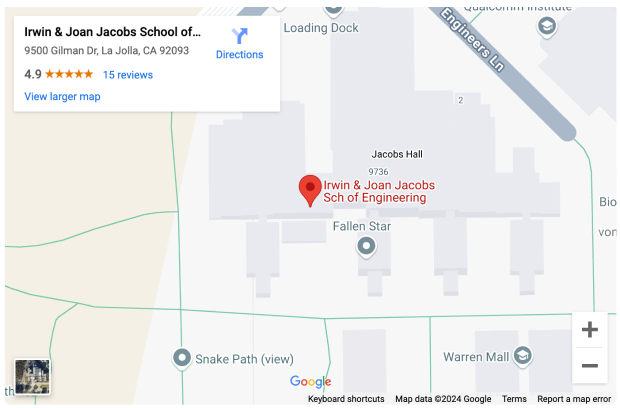 Irwin & Joan Jacobs School of...
9500 Gilman Dr, La Jolla, CA 92093
4.9
15 reviews
View larger map
Directions
Loading Dock
Qualcomm Institute
Engineers Ln
2
Jacobs Hall
9736
Irwin & Joan Jacobs
Sch of Engineering
Fallen Star
Bio
von
Snake Path (view)
Warren Mall
+
−
th
Google
Keyboard shortcuts
Map data ©2024 Google
Terms
Report a map error